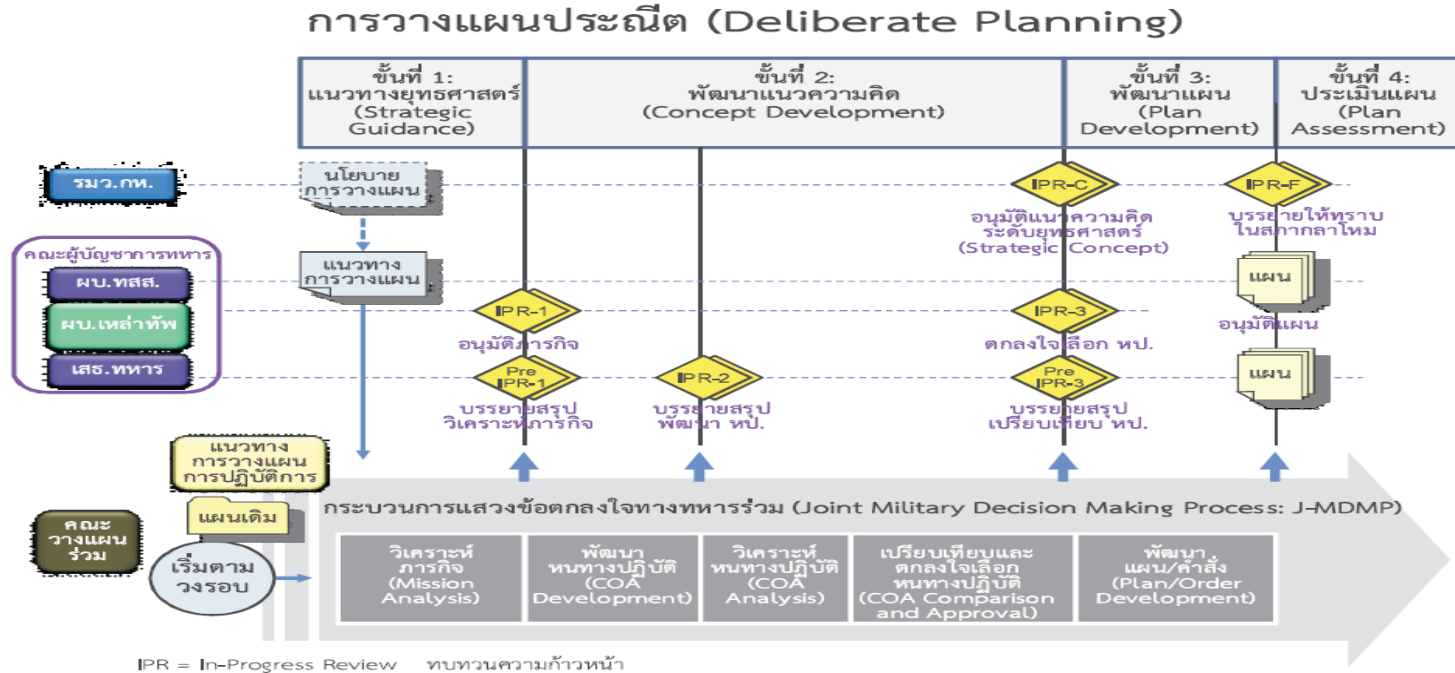 การวางแผนประณีต (Deliberate Planning)
ขั้นที่ 1:
แนวทางยุทธศาสตร์
(Strategic
Guidance)
ขั้นที่ 2:
พัฒนาแนวความคิด
(Concept Development)
ขั้นที่ 3:
พัฒนาแผน
(Plan
Development)
ขั้นที่ 4:
ประเมินแผน
(Plan
Assessment)
รมว.กห.
นโยบาย
การวางแผน
IPR-C
IPR-F
อนุมัติแนวความคิด
ระดับยุทธศาสตร์
(Strategic Concept)
บรรยายให้ทราบ
ในสภากลาโหม
คณะผู้บัญชาการทหาร
ผบ.ทสส.
แนวทาง
การวางแผน
แผน
ผบ.เหล่าทัพ
IPR-1
IPR-3
อนุมัติภารกิจ
ตกลงใจเลือก หป.
อนุมัติแผน
เสธ.ทหาร
Pre
IPR-1
IPR-2
Pre
IPR-3
แผน
บรรยายสรุป
วิเคราะห์ภารกิจ
บรรยายสรุป
พัฒนา หป.
บรรยายสรุป
เปรียบเทียบ หป.
แนวทาง
การวางแผน
การปฏิบัติการ
คณะ
วางแผน
ร่วม
แผนเดิม
เริ่มตาม
วงรอบ
กระบวนการแสวงข้อตกลงใจทางทหารร่วม (Joint Military Decision Making Process: J-MDMP)
วิเคราะห์
ภารกิจ
(Mission
Analysis)
พัฒนา
หนทางปฏิบัติ
(COA
Development)
วิเคราะห์
หนทางปฏิบัติ
(COA
Analysis)
เปรียบเทียบและ
ตกลงใจเลือก
หนทางปฏิบัติ
(COA Comparison
and Approval)
พัฒนา
แผน/คำสั่ง
(Plan/Order
Development)
IPR = In-Progress Review ทบทวนความก้าวหน้า